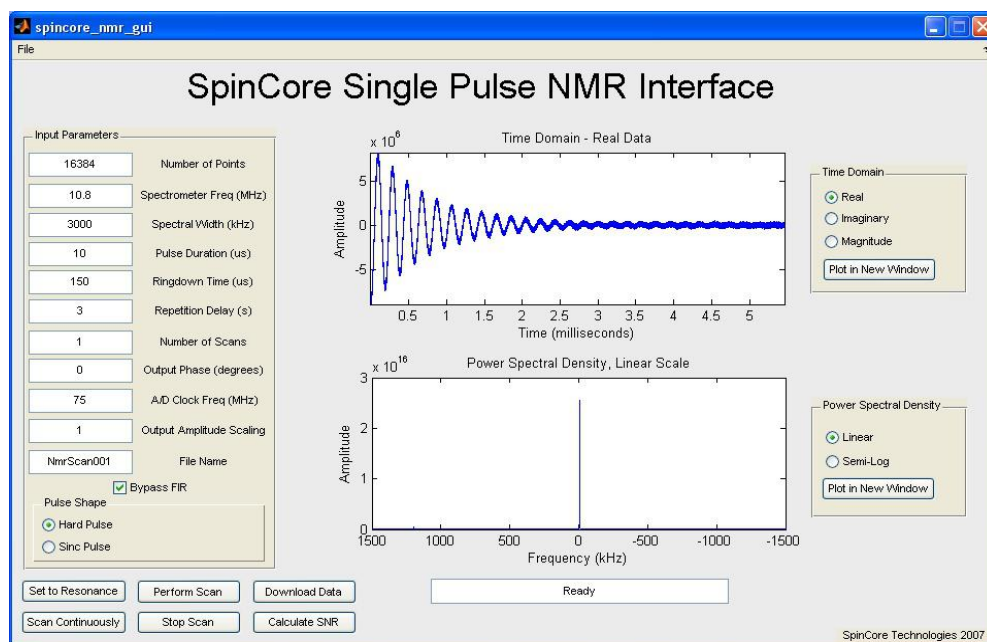 spincore_nmr_gui
File
SpinCore Single Pulse NMR Interface
Input Parameters
16384 Number of Points
10.8 Spectrometer Freq (MHz)
3000 Spectral Width (kHz)
10 Pulse Duration (us)
150 Ringdown Time (us)
3 Repetition Delay (s)
1 Number of Scans
0 Output Phase (degrees)
75 A/D Clock Freq (MHz)
1 Output Amplitude Scaling
NmrScan001 File Name
Bypass FIR
Pulse Shape
Hard Pulse
Sinc Pulse
Set to Resonance Perform Scan Download Data
Scan Continuously Stop Scan Calculate SNR
x 10^6 Time Domain - Real Data
5
0
-5
Amplitude
0.5 1 1.5 2 2.5 3 3.5 4 4.5 5
Time (milliseconds)
x 10^16 Power Spectral Density, Linear Scale
3
2
1
0
Amplitude
1500 1000 500 0 -500 -1000 -1500
Frequency (kHz)
Ready
Time Domain
Real
Imaginary
Magnitude
Plot in New Window
Power Spectral Density
Linear
Semi-Log
Plot in New Window
SpinCore Technologies 2007